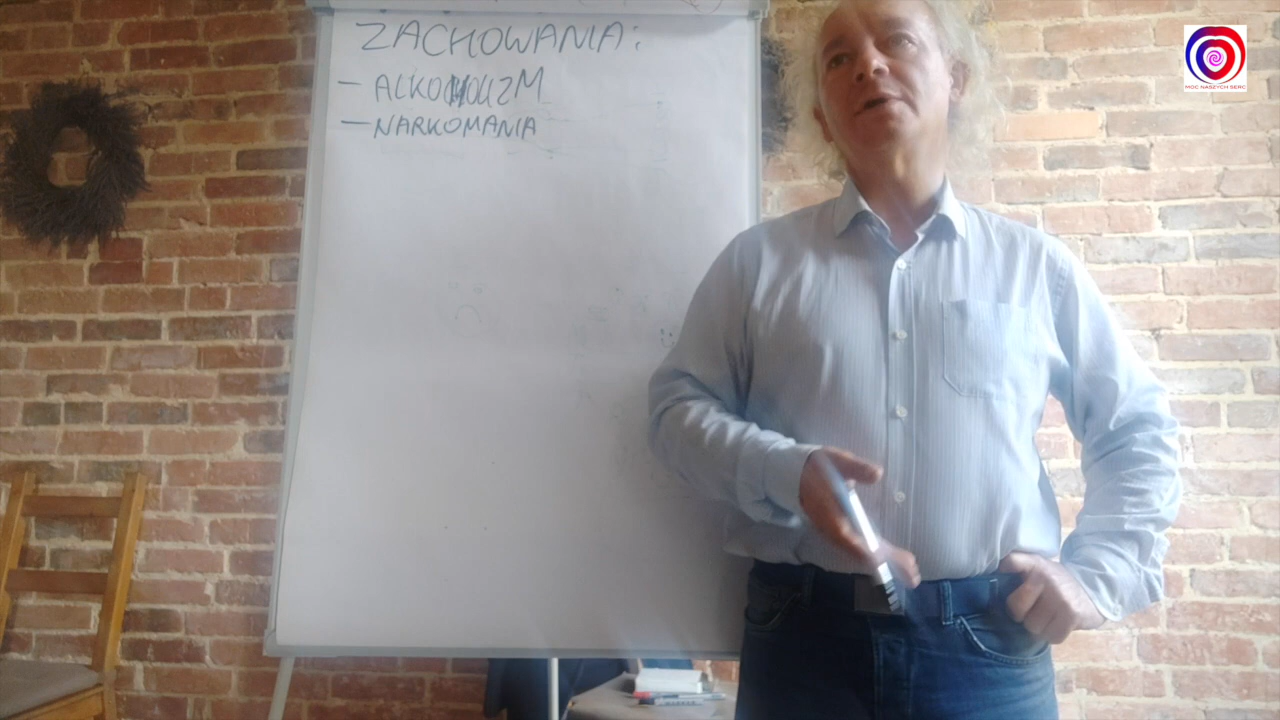 ZACHOWANIA:
- ALKOHOLIZM
- NARKOMANIA
MOC NASZYCH SERC